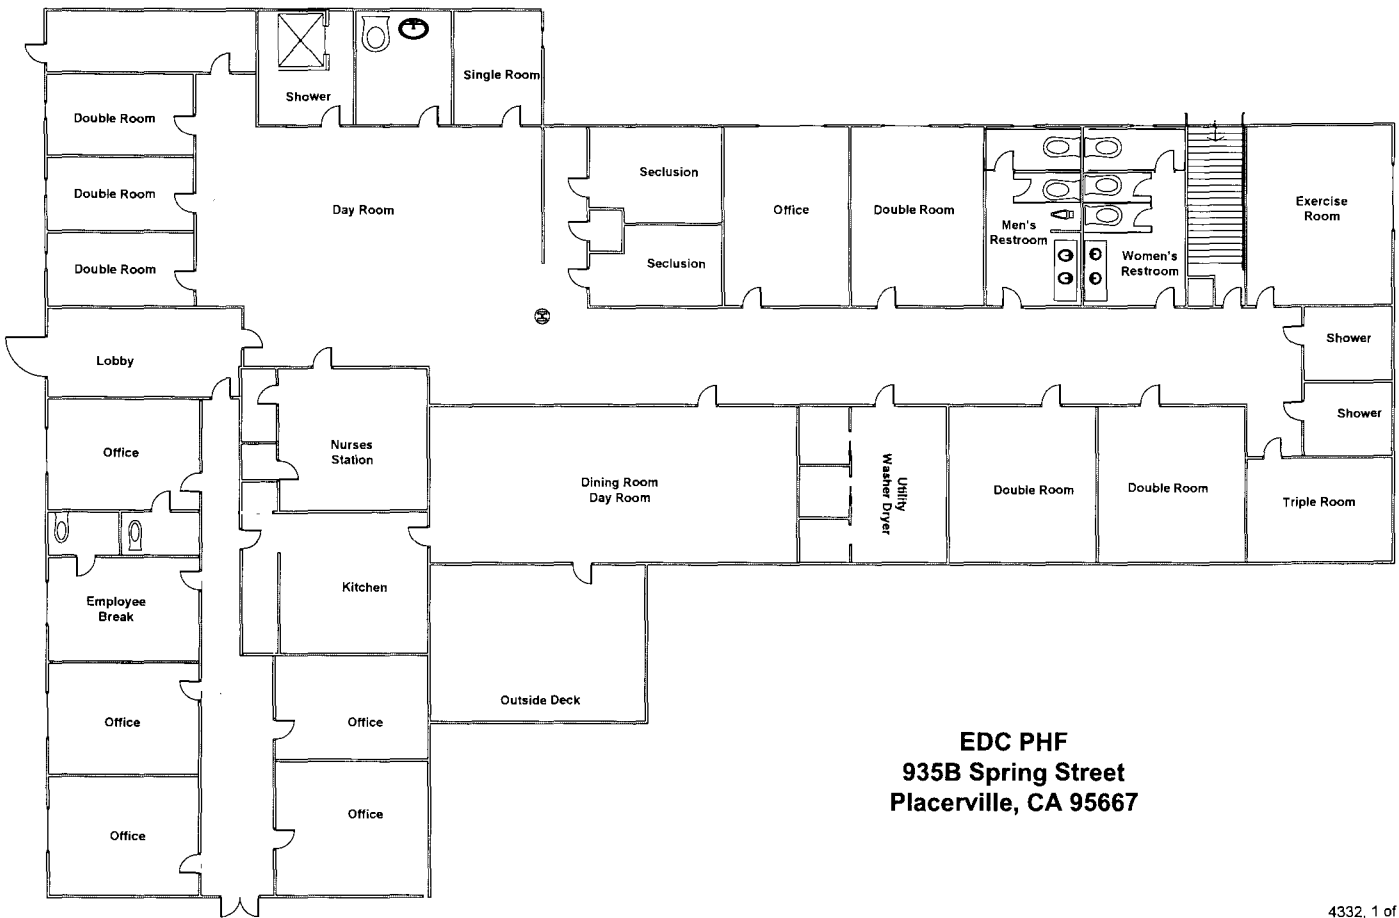 Single Room
Shower
Double Room
Double Room
Double Room
Day Room
Seclusion
Seclusion
Office
Double Room
Men's
Restroom
Women's
Restroom
Exercise
Room
Lobby
Shower
Shower
Office
Nurses
Station
Dining Room
Day Room
Utility
Washer Dryer
Double Room
Double Room
Triple Room
Employee
Break
Kitchen
Outside Deck
Office
Office
Office
Office
EDC PHF
935B Spring Street
Placerville, CA 95667
4332, 1 of